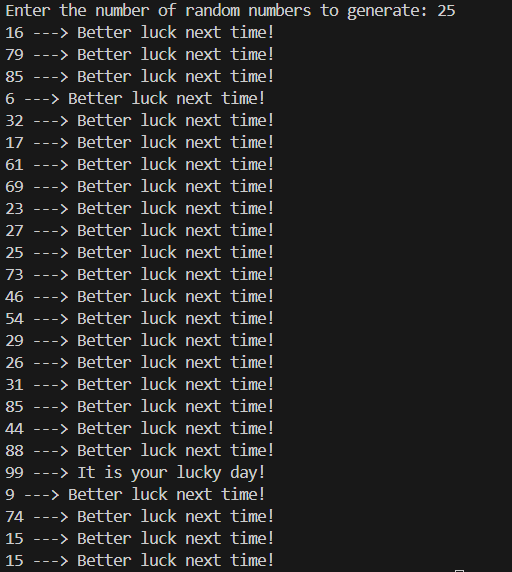 Enter the number of random numbers to generate: 25
16 ---> Better luck next time!
79 ---> Better luck next time!
85 ---> Better luck next time!
6 ---> Better luck next time!
32 ---> Better luck next time!
17 ---> Better luck next time!
61 ---> Better luck next time!
69 ---> Better luck next time!
23 ---> Better luck next time!
27 ---> Better luck next time!
25 ---> Better luck next time!
73 ---> Better luck next time!
46 ---> Better luck next time!
54 ---> Better luck next time!
29 ---> Better luck next time!
26 ---> Better luck next time!
31 ---> Better luck next time!
85 ---> Better luck next time!
44 ---> Better luck next time!
88 ---> Better luck next time!
99 ---> It is your lucky day!
9 ---> Better luck next time!
74 ---> Better luck next time!
15 ---> Better luck next time!
15 ---> Better luck next time!